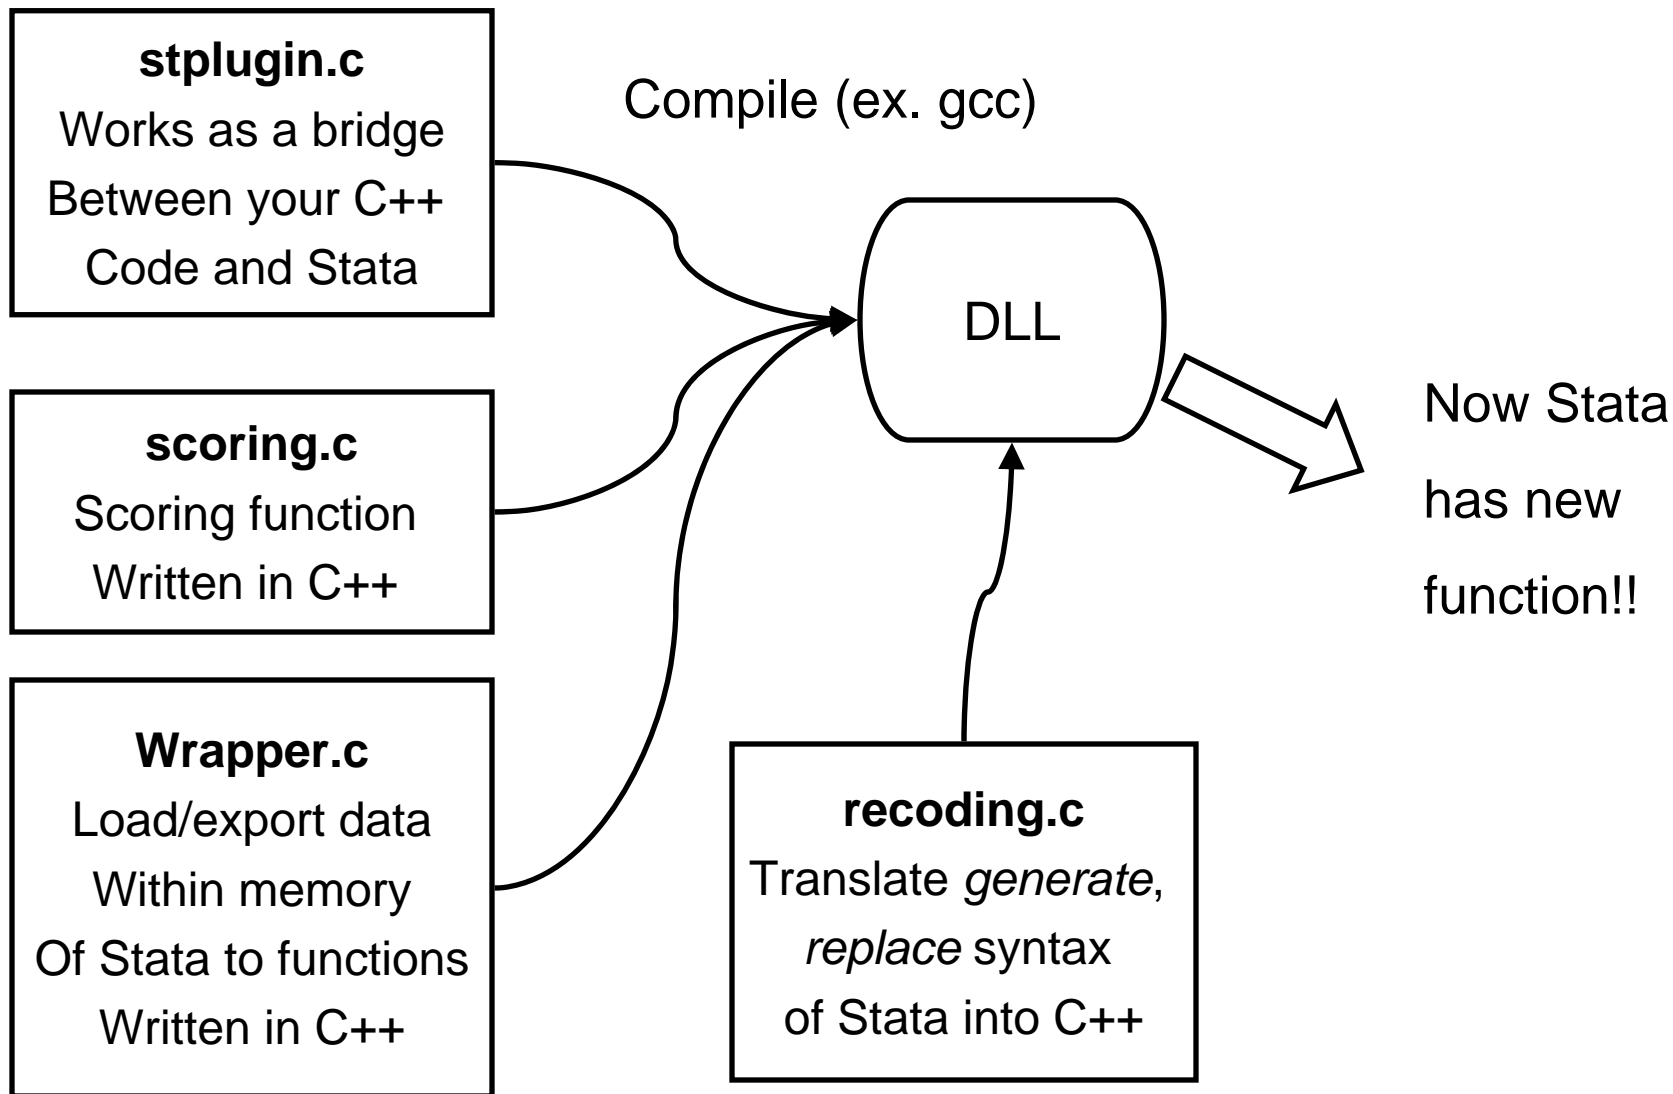 stplugin.c
Works as a bridge
Between your C++
Code and Stata
Compile (ex. gcc)
scoring.c
Scoring function
Written in C++
Wrapper.c
Load/export data
Within memory
Of Stata to functions
Written in C++
DLL
recoding.c
Translate generate,
replace syntax
of Stata into C++
Now Stata
has new
function!!